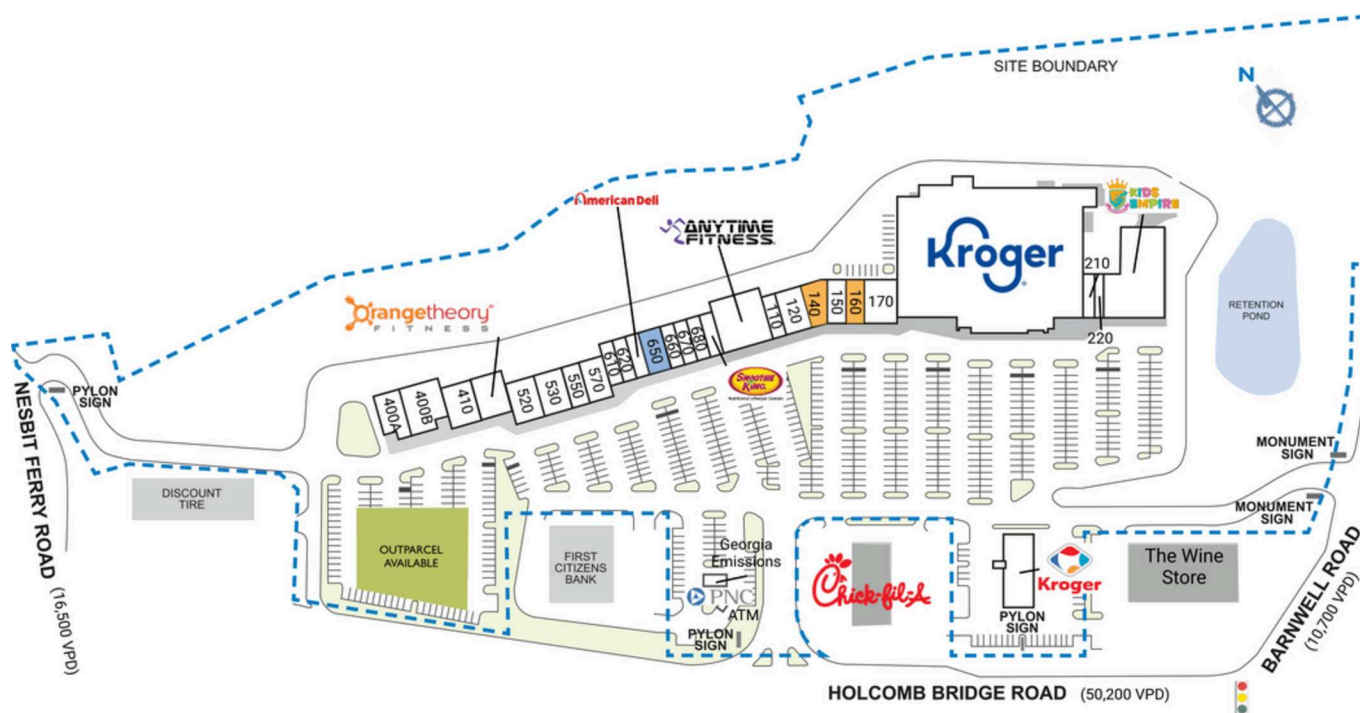 SITE BOUNDARY
N
KIDS
EMPIRE
American Dell
ANYTIME
FITNESS
Kroger
210
220
orangetheory
FITNESS
400A
400B
410
520
530
550
570
610
620
650
660
670
680
110
120
140
150
160
170
SMOOTHIE
KING
RETENTION
POND
NESBIT FERRY ROAD (16,500 VPD)
PYLON
SIGN
DISCOUNT
TIRE
OUTPARCEL
AVAILABLE
FIRST
CITIZENS
BANK
Georgia
Emissions
PNC
ATM
PYLON
SIGN
Chick-fil-A
Kroger
PYLON
SIGN
The Wine
Store
MONUMENT
SIGN
MONUMENT
SIGN
BARNWELL ROAD
(10,700 VPD)
HOLCOMB BRIDGE ROAD (50,200 VPD)